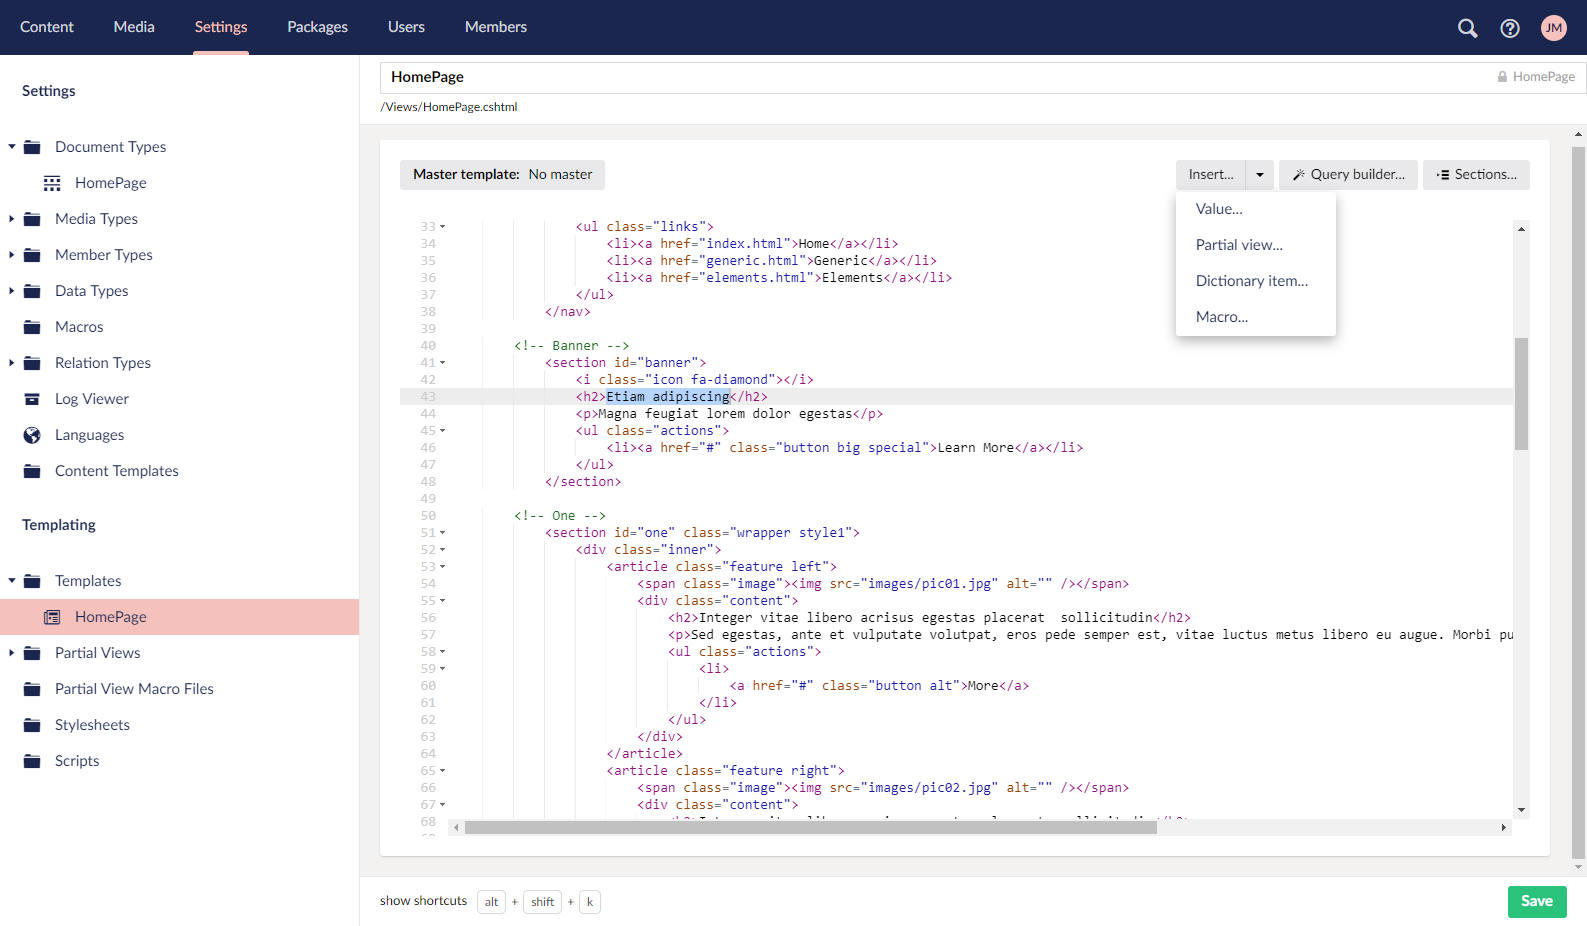 Content Media Settings Packages Users Members JM
Settings
Document Types
HomePage
Media Types
Member Types
Data Types
Macros
Relation Types
Log Viewer
Languages
Content Templates
Templating
Templates
HomePage
Partial Views
Partial View Macro Files
Stylesheets
Scripts
HomePage HomePage
/Views/HomePage.cshtml
Master template: No master Insert... Query builder... Sections...
Value...
Partial view...
Dictionary item...
Macro...
33 <ul class="links">
34 <li><a href="index.html">Home</a></li>
35 <li><a href="generic.html">Generic</a></li>
36 <li><a href="elements.html">Elements</a></li>
37 </ul>
38 </nav>
39
40 <!-- Banner -->
41 <section id="banner">
42 <i class="icon fa-diamond"></i>
43 <h2>Etiam adipiscing</h2>
44 <p>Magna feugiat lorem dolor egestas</p>
45 <ul class="actions">
46 <li><a href="#" class="button big special">Learn More</a></li>
47 </ul>
48 </section>
49
50 <!-- One -->
51 <section id="one" class="wrapper style1">
52 <div class="inner">
53 <article class="feature left">
54 <span class="image"><img src="images/pic01.jpg" alt="" /></span>
55 <div class="content">
56 <h2>Integer vitae libero acrisus egestas placerat  sollicitudin</h2>
57 <p>Sed egestas, ante et vulputate volutpat, eros pede semper est, vitae luctus metus libero eu augue. Morbi pu
58 <ul class="actions">
59 <li>
60 <a href="#" class="button alt">More</a>
61 </li>
62 </ul>
63 </div>
64 </article>
65 <article class="feature right">
66 <span class="image"><img src="images/pic02.jpg" alt="" /></span>
67 <div class="content">
68
show shortcuts alt + shift + k
Save